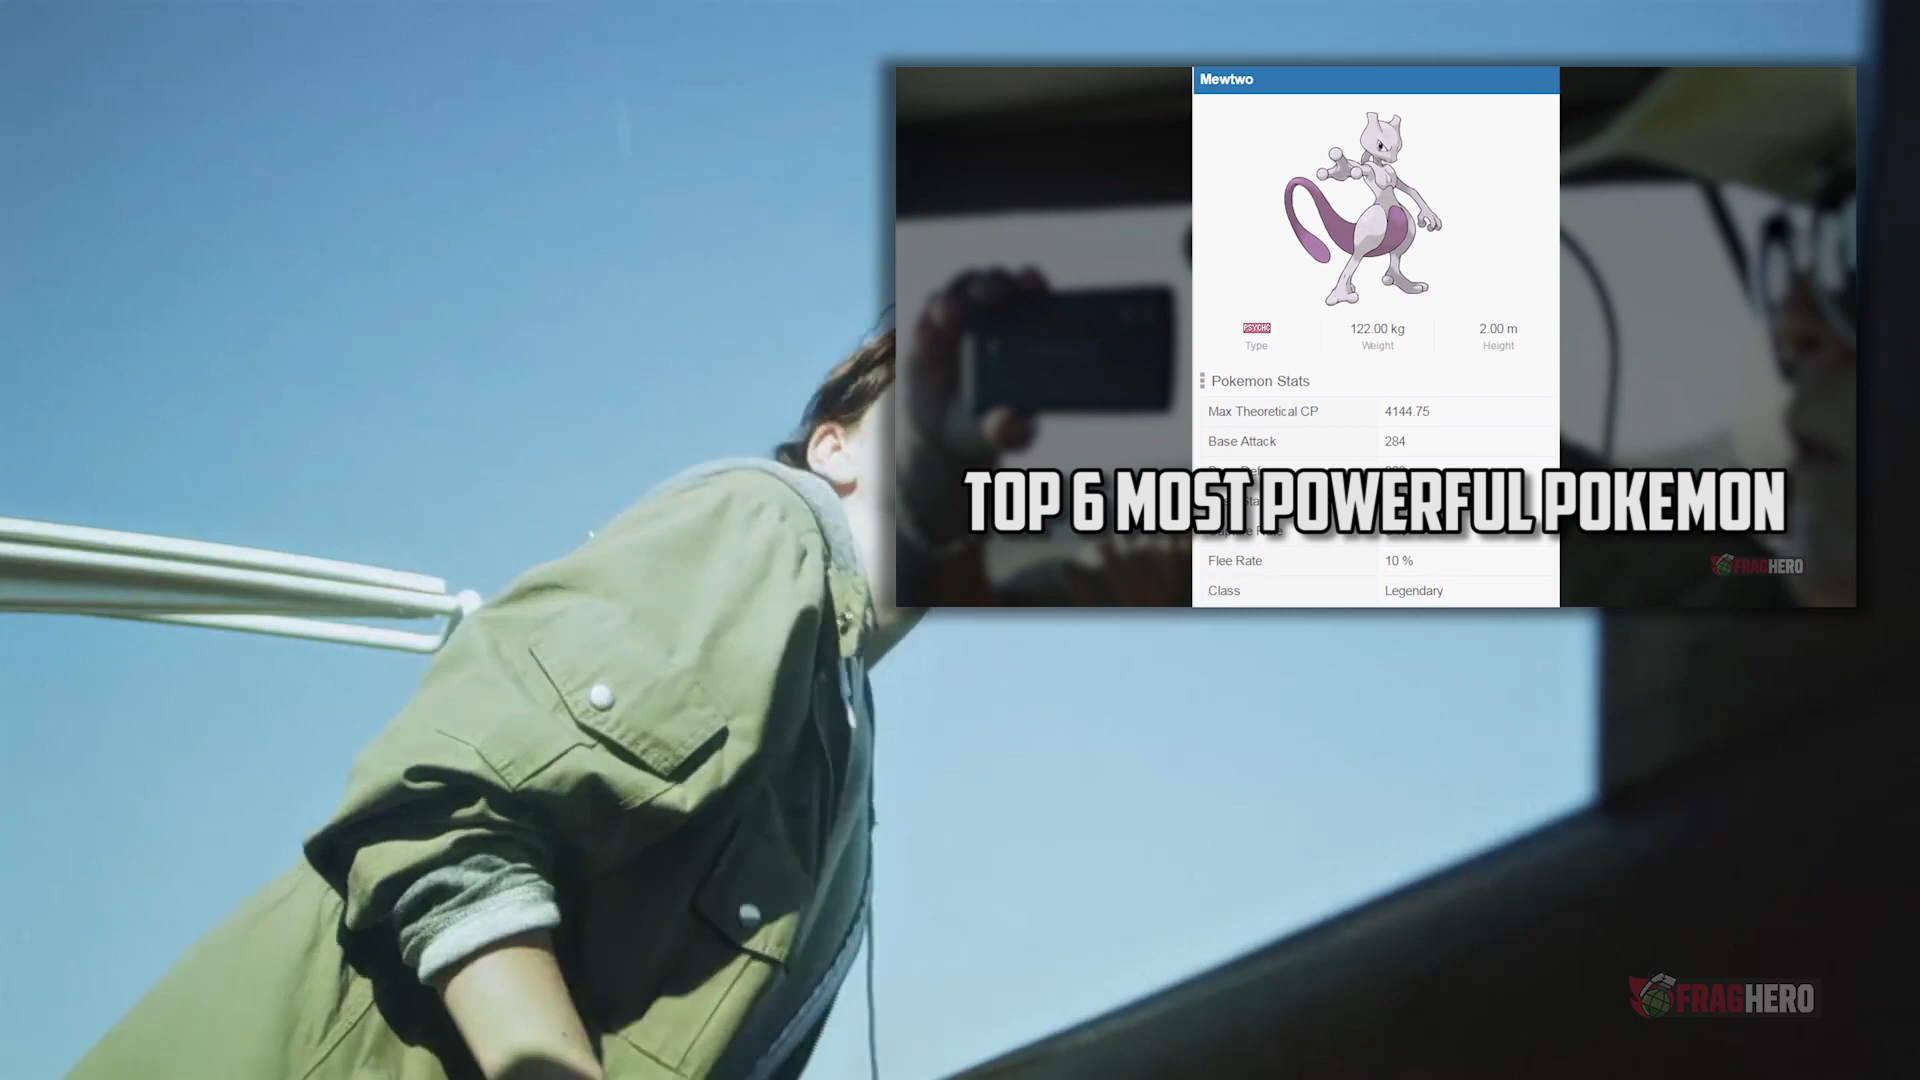 Mewtwo
PSYCHC
122.00 kg
2.00 m
Type
Weight
Height
Pokemon Stats
Max Theoretical CP
4144.75
Base Attack
284
TOP 6 MOST POWERFUL POKEMON
Flee Rate
10 %
Class
Legendary
FRAGHERO
FRAGHERO